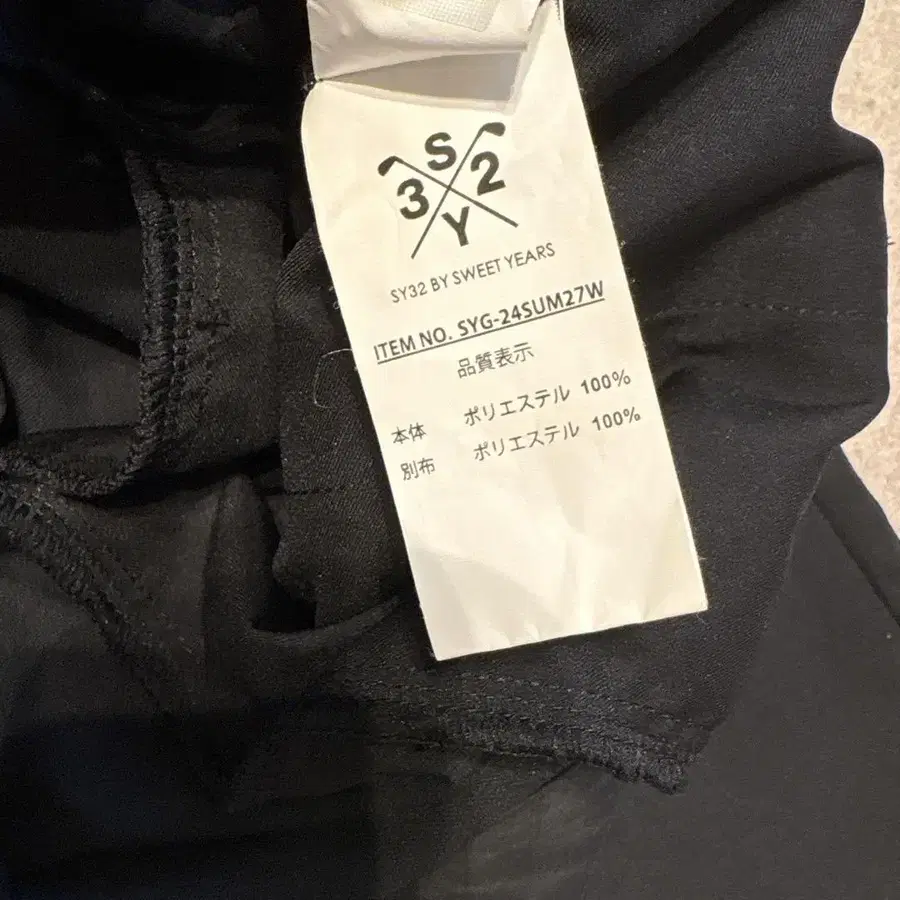 S
3 2
Y
SY32 BY SWEET YEARS
ITEM NO. SYG-24SUM27W
品質表示
本体 ポリエステル 100%
別布 ポリエステル 100%